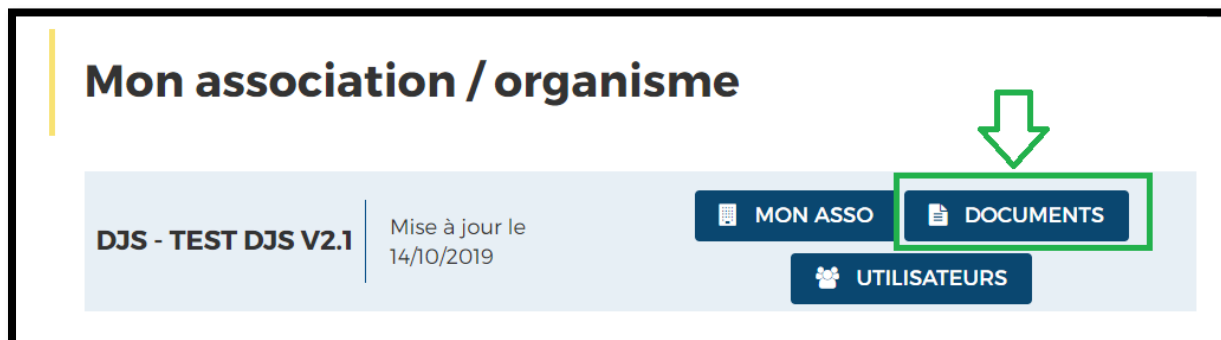 Mon association / organisme
DJS - TEST DJS V2.1
Mise à jour le
14/10/2019
MON ASSO
DOCUMENTS
UTILISATEURS